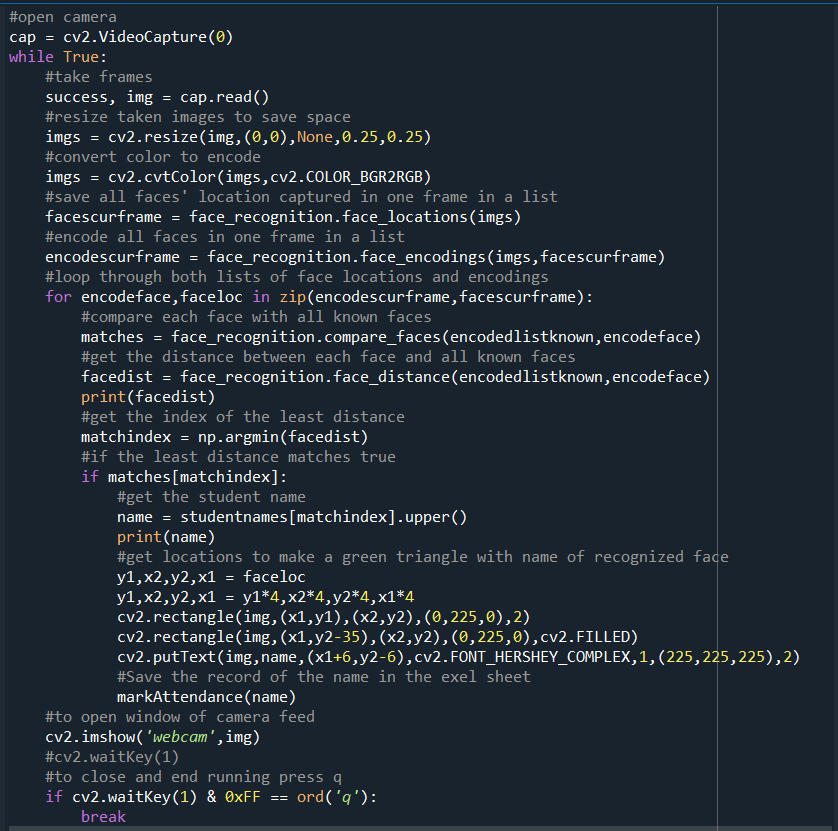 #open camera
cap = cv2.VideoCapture(0)
while True:
    #take frames
    success, img = cap.read()
    #resize taken images to save space
    imgs = cv2.resize(img,(0,0),None,0.25,0.25)
    #convert color to encode
    imgs = cv2.cvtColor(imgs,cv2.COLOR_BGR2RGB)
    #save all faces' location captured in one frame in a list
    facescurframe = face_recognition.face_locations(imgs)
    #encode all faces in one frame in a list
    encodescurframe = face_recognition.face_encodings(imgs,facescurframe)
    #loop through both lists of face locations and encodings
    for encodeface,faceloc in zip(encodescurframe,facescurframe):
        #compare each face with all known faces
        matches = face_recognition.compare_faces(encodedlistknown,encodeface)
        #get the distance between each face and all known faces
        facedist = face_recognition.face_distance(encodedlistknown,encodeface)
        print(facedist)
        #get the index of the least distance
        matchindex = np.argmin(facedist)
        #if the least distance matches true
        if matches[matchindex]:
            #get the student name
            name = studentnames[matchindex].upper()
            print(name)
            #get locations to make a green triangle with name of recognized face
            y1,x2,y2,x1 = faceloc
            y1,x2,y2,x1 = y1*4,x2*4,y2*4,x1*4
            cv2.rectangle(img,(x1,y1),(x2,y2),(0,225,0),2)
            cv2.rectangle(img,(x1,y2-35),(x2,y2),(0,225,0),cv2.FILLED)
            cv2.putText(img,name,(x1+6,y2-6),cv2.FONT_HERSHEY_COMPLEX,1,(225,225,225),2)
            #Save the record of the name in the exel sheet
            markAttendance(name)
    #to open window of camera feed
    cv2.imshow('webcam',img)
    #cv2.waitKey(1)
    #to close and end running press q
    if cv2.waitKey(1) & 0xFF == ord('q'):
        break